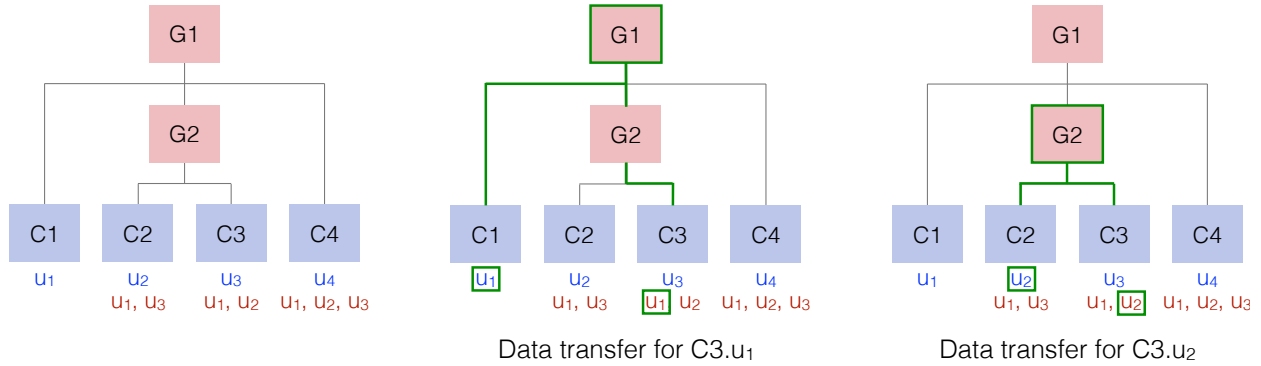 G1
G2
C1 C2 C3 C4
u₁ u₂ u₃ u₄
u₁, u₃ u₁, u₂ u₁, u₂, u₃
G1
G2
C1 C2 C3 C4
u₁ u₂ u₃ u₄
u₁, u₃ u₁ u₂ u₁, u₂, u₃
Data transfer for C3.u₁
G1
G2
C1 C2 C3 C4
u₁ u₂ u₃ u₄
u₁, u₃ u₁, u₂ u₁, u₂, u₃
Data transfer for C3.u₂